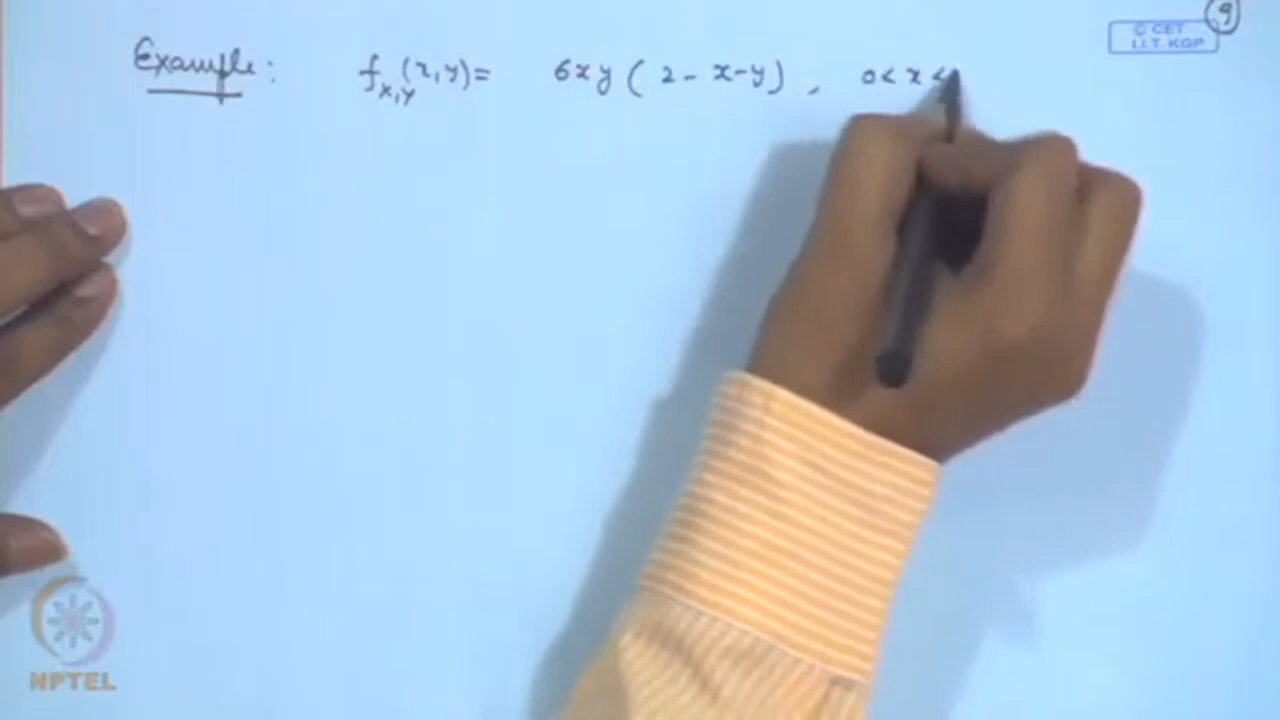 Example: f_{X,Y}(x,y) = 6xy(2-x-y), 0<x<
9
© CET
I.I.T. KGP
NPTEL